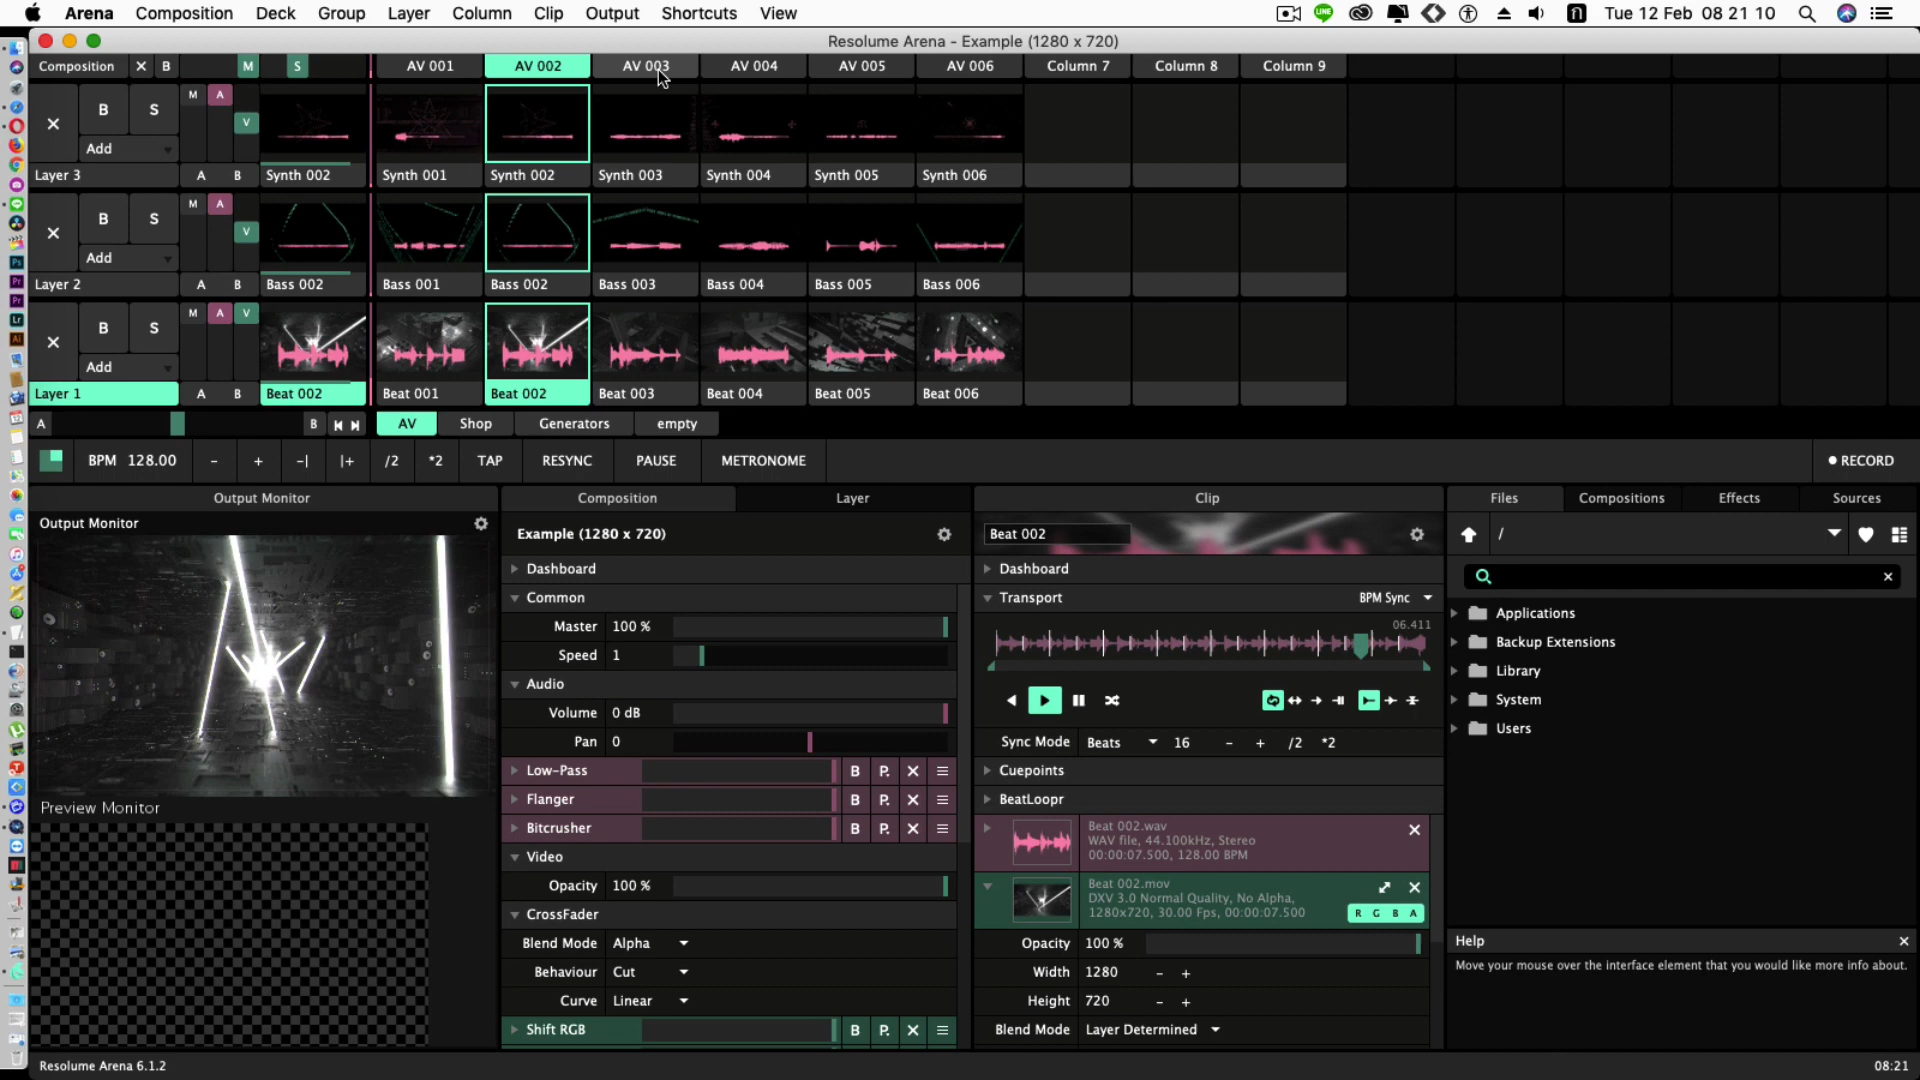 Arena Composition Deck Group Layer Column Clip Output Shortcuts View Tue 12 Feb 08 21 10
Resolume Arena - Example (1280 x 720)
Composition B M S AV 001 AV 002 AV 003 AV 004 AV 005 AV 006 Column 7 Column 8 Column 9
B S M A V
Add
Layer 3 A B Synth 002 Synth 001 Synth 002 Synth 003 Synth 004 Synth 005 Synth 006
B S M A V
Add
Layer 2 A B Bass 002 Bass 001 Bass 002 Bass 003 Bass 004 Bass 005 Bass 006
B S M A V
Add
Layer 1 A B Beat 002 Beat 001 Beat 002 Beat 003 Beat 004 Beat 005 Beat 006
A B AV Shop Generators empty
BPM 128.00 - + -| |+ /2 *2 TAP RESYNC PAUSE METRONOME RECORD
Output Monitor Composition Layer Clip Files Compositions Effects Sources
Output Monitor
Example (1280 x 720)
Dashboard
Common
Master 100 %
Speed 1
Audio
Volume 0 dB
Pan 0
Low-Pass B P. X
Flanger B P. X
Bitcrusher B P. X
Video
Opacity 100 %
CrossFader
Blend Mode Alpha
Behaviour Cut
Curve Linear
Shift RGB B P. X
Preview Monitor
Beat 002
Dashboard
Transport BPM Sync
06.411
Sync Mode Beats 16 - + /2 *2
Cuepoints
BeatLoopr
Beat 002.wav
WAV file, 44.100kHz, Stereo
00:00:07.500, 128.00 BPM
Beat 002.mov
DXV 3.0 Normal Quality, No Alpha,
1280x720, 30.00 Fps, 00:00:07.500
R G B A
Opacity 100 %
Width 1280 - +
Height 720 - +
Blend Mode Layer Determined
/
Applications
Backup Extensions
Library
System
Users
Help
Move your mouse over the interface element that you would like more info about.
Resolume Arena 6.1.2
08:21